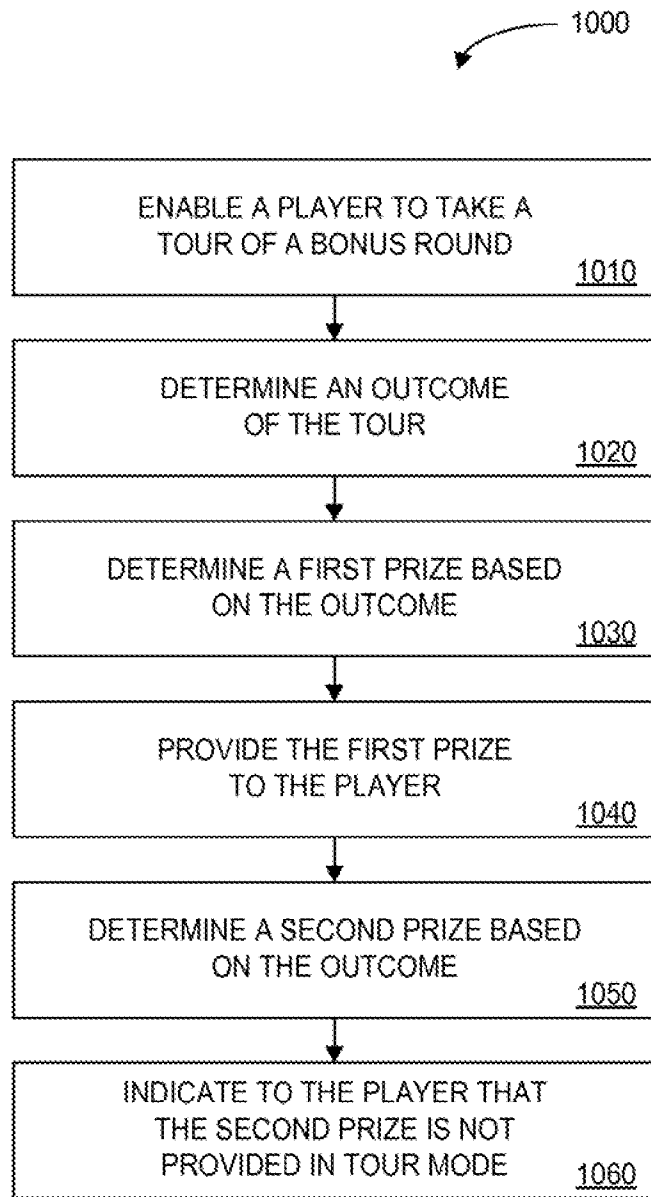 1000
ENABLE A PLAYER TO TAKE A
TOUR OF A BONUS ROUND
1010
DETERMINE AN OUTCOME
OF THE TOUR
1020
DETERMINE A FIRST PRIZE BASED
ON THE OUTCOME
1030
PROVIDE THE FIRST PRIZE
TO THE PLAYER
1040
DETERMINE A SECOND PRIZE BASED
ON THE OUTCOME
1050
INDICATE TO THE PLAYER THAT
THE SECOND PRIZE IS NOT
PROVIDED IN TOUR MODE
1060